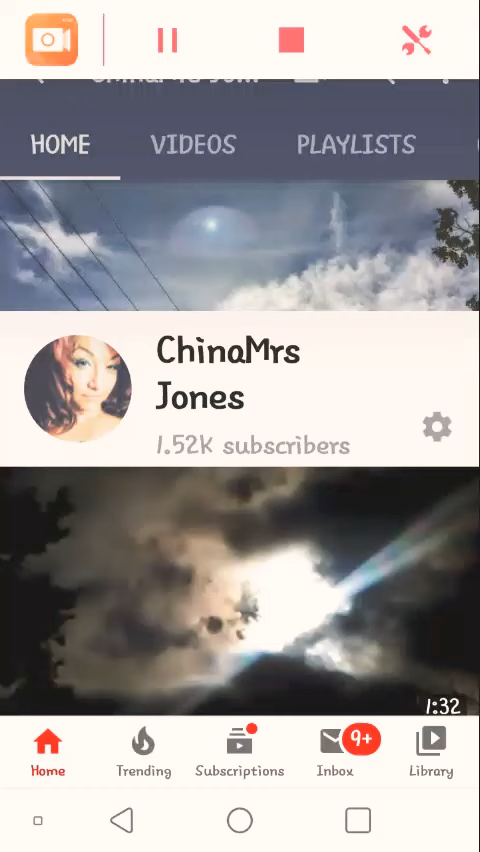 HOME VIDEOS PLAYLISTS
ChinaMrs
Jones
1.52K subscribers
1:32
9+
Home Trending Subscriptions Inbox Library